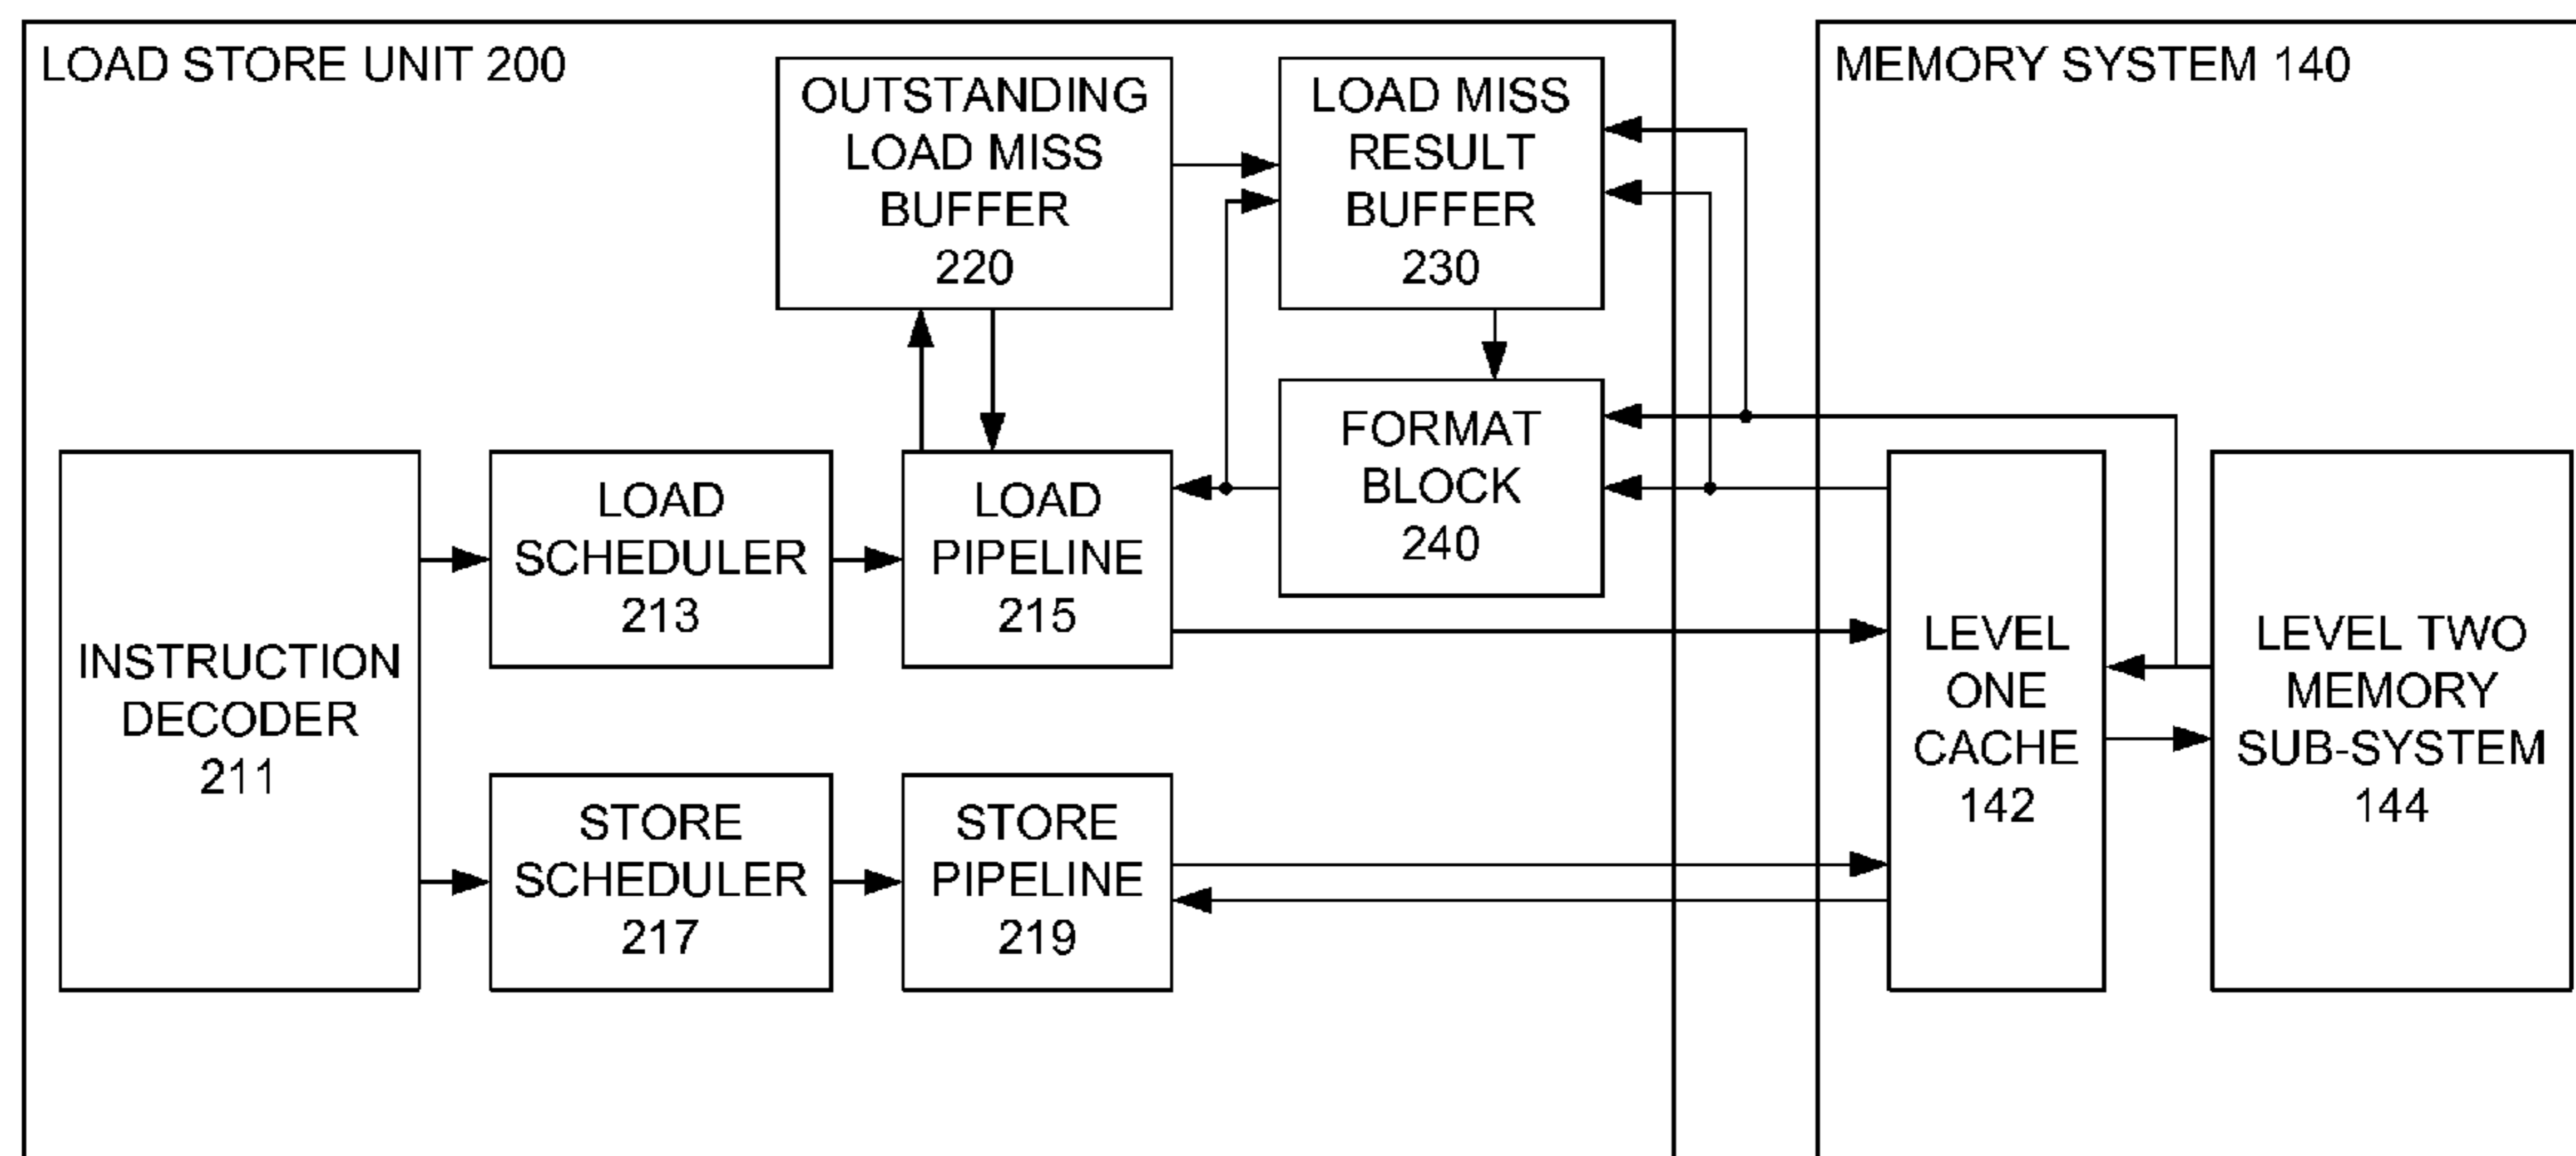 LOAD STORE UNIT 200
MEMORY SYSTEM 140
OUTSTANDING
LOAD MISS
BUFFER
220
LOAD MISS
RESULT
BUFFER
230
FORMAT
BLOCK
240
INSTRUCTION
DECODER
211
LOAD
SCHEDULER
213
LOAD
PIPELINE
215
STORE
SCHEDULER
217
STORE
PIPELINE
219
LEVEL
ONE
CACHE
142
LEVEL TWO
MEMORY
SUB-SYSTEM
144